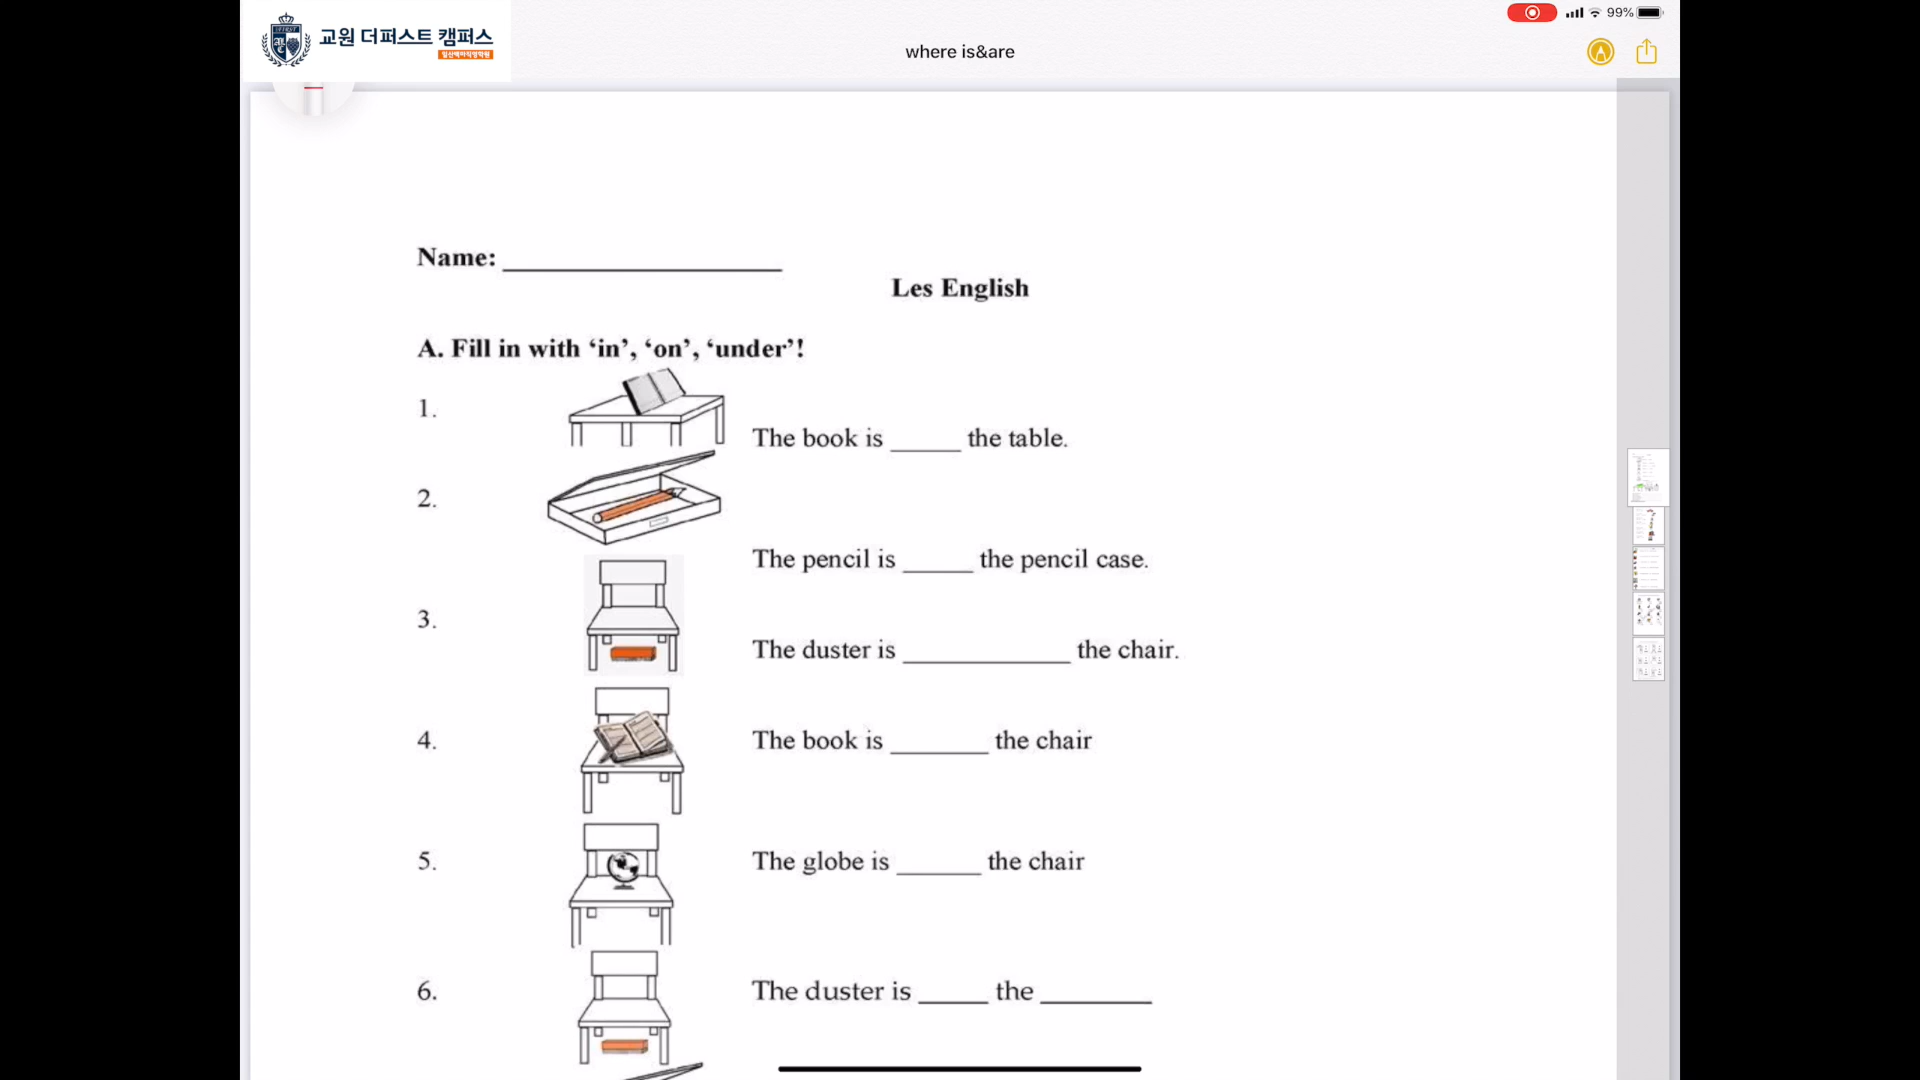 교원 더퍼스트 캠퍼스
99%
where is&are
Name: ____________________
Les English
A. Fill in with ‘in’, ‘on’, ‘under’!
1.
The book is _____ the table.
2.
The pencil is _____ the pencil case.
3.
The duster is ____________ the chair.
4.
The book is _______ the chair
5.
The globe is ______ the chair
6.
The duster is _____ the ________